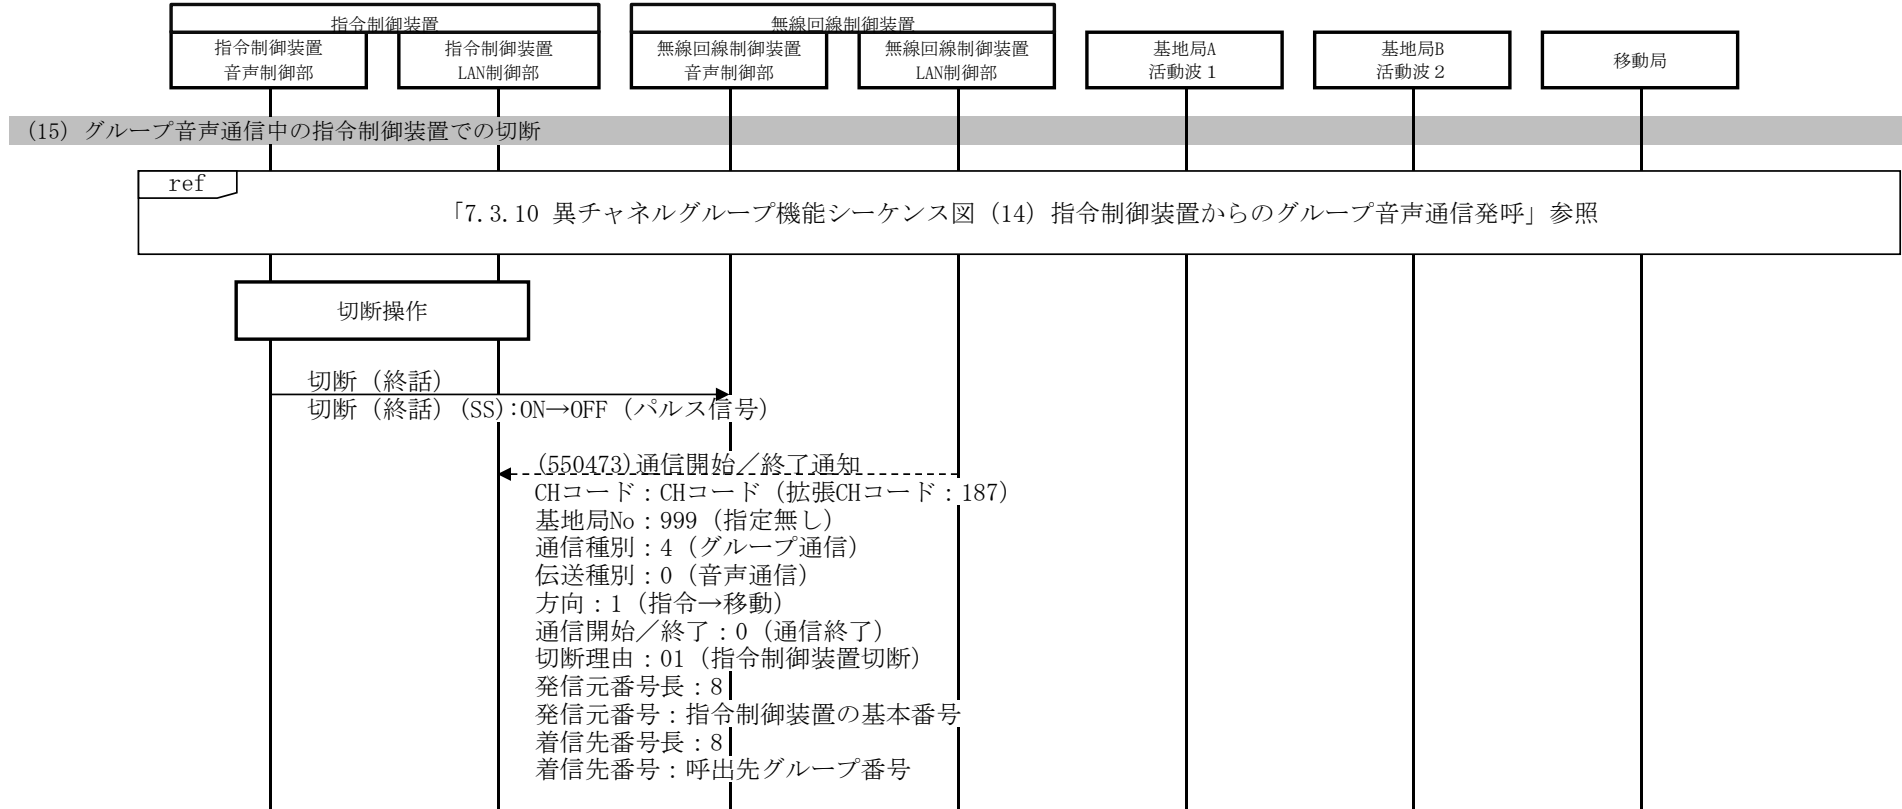 指令制御装置
無線回線制御装置
指令制御装置
音声制御部
指令制御装置
LAN制御部
無線回線制御装置
音声制御部
無線回線制御装置
LAN制御部
基地局A
活動波１
基地局B
活動波２
移動局
(15) グループ音声通信中の指令制御装置での切断
ref
「7.3.10 異チャネルグループ機能シーケンス図（14）指令制御装置からのグループ音声通信発呼」参照
切断操作
切断（終話）
切断（終話）(SS):ON→OFF（パルス信号）
(550473)通信開始／終了通知
CHコード：CHコード（拡張CHコード：187）
基地局No：999（指定無し）
通信種別：4（グループ通信）
伝送種別：0（音声通信）
方向：1（指令→移動）
通信開始／終了：0（通信終了）
切断理由：01（指令制御装置切断）
発信元番号長：8
発信元番号：指令制御装置の基本番号
着信先番号長：8
着信先番号：呼出先グループ番号